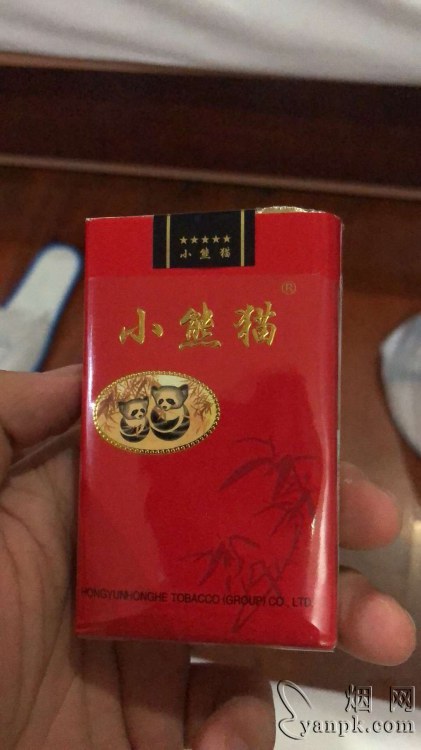 ★★★★★
小熊猫
®
小熊猫
HONGYUNHONGHE TOBACCO (GROUP) CO., LTD.
烟网
yanpk.com